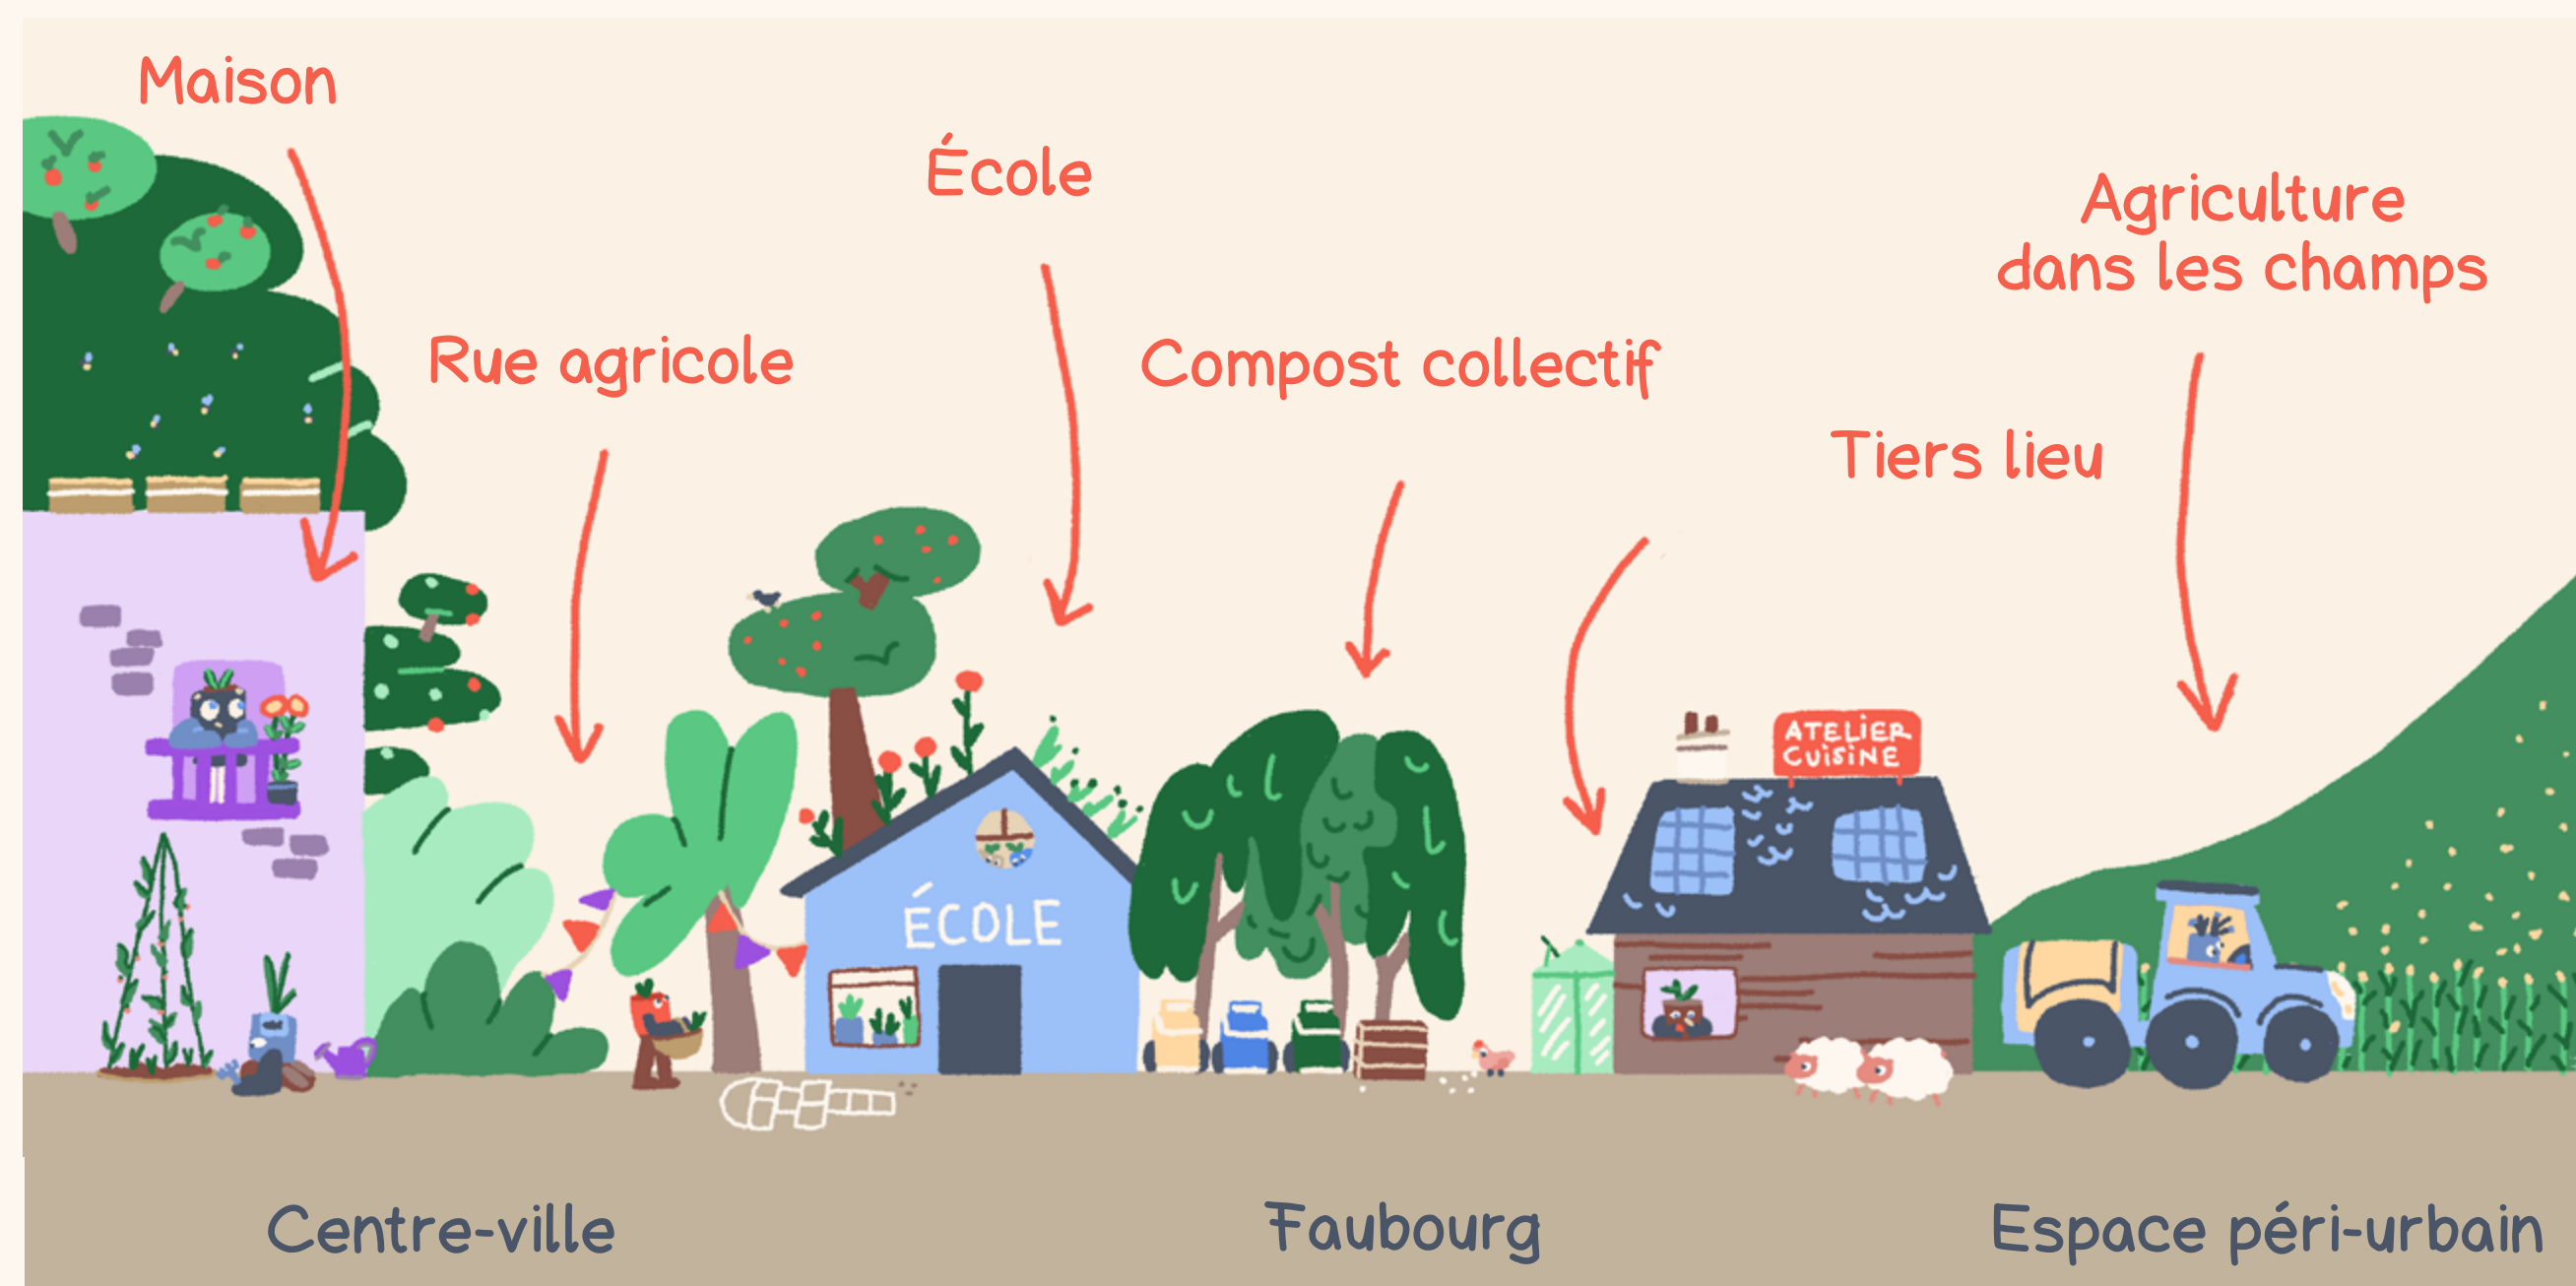 Maison
École
Agriculture
dans les champs
Rue agricole
Compost collectif
Tiers lieu
ATELIER
CUISINE
ÉCOLE
Centre-ville
Faubourg
Espace péri-urbain